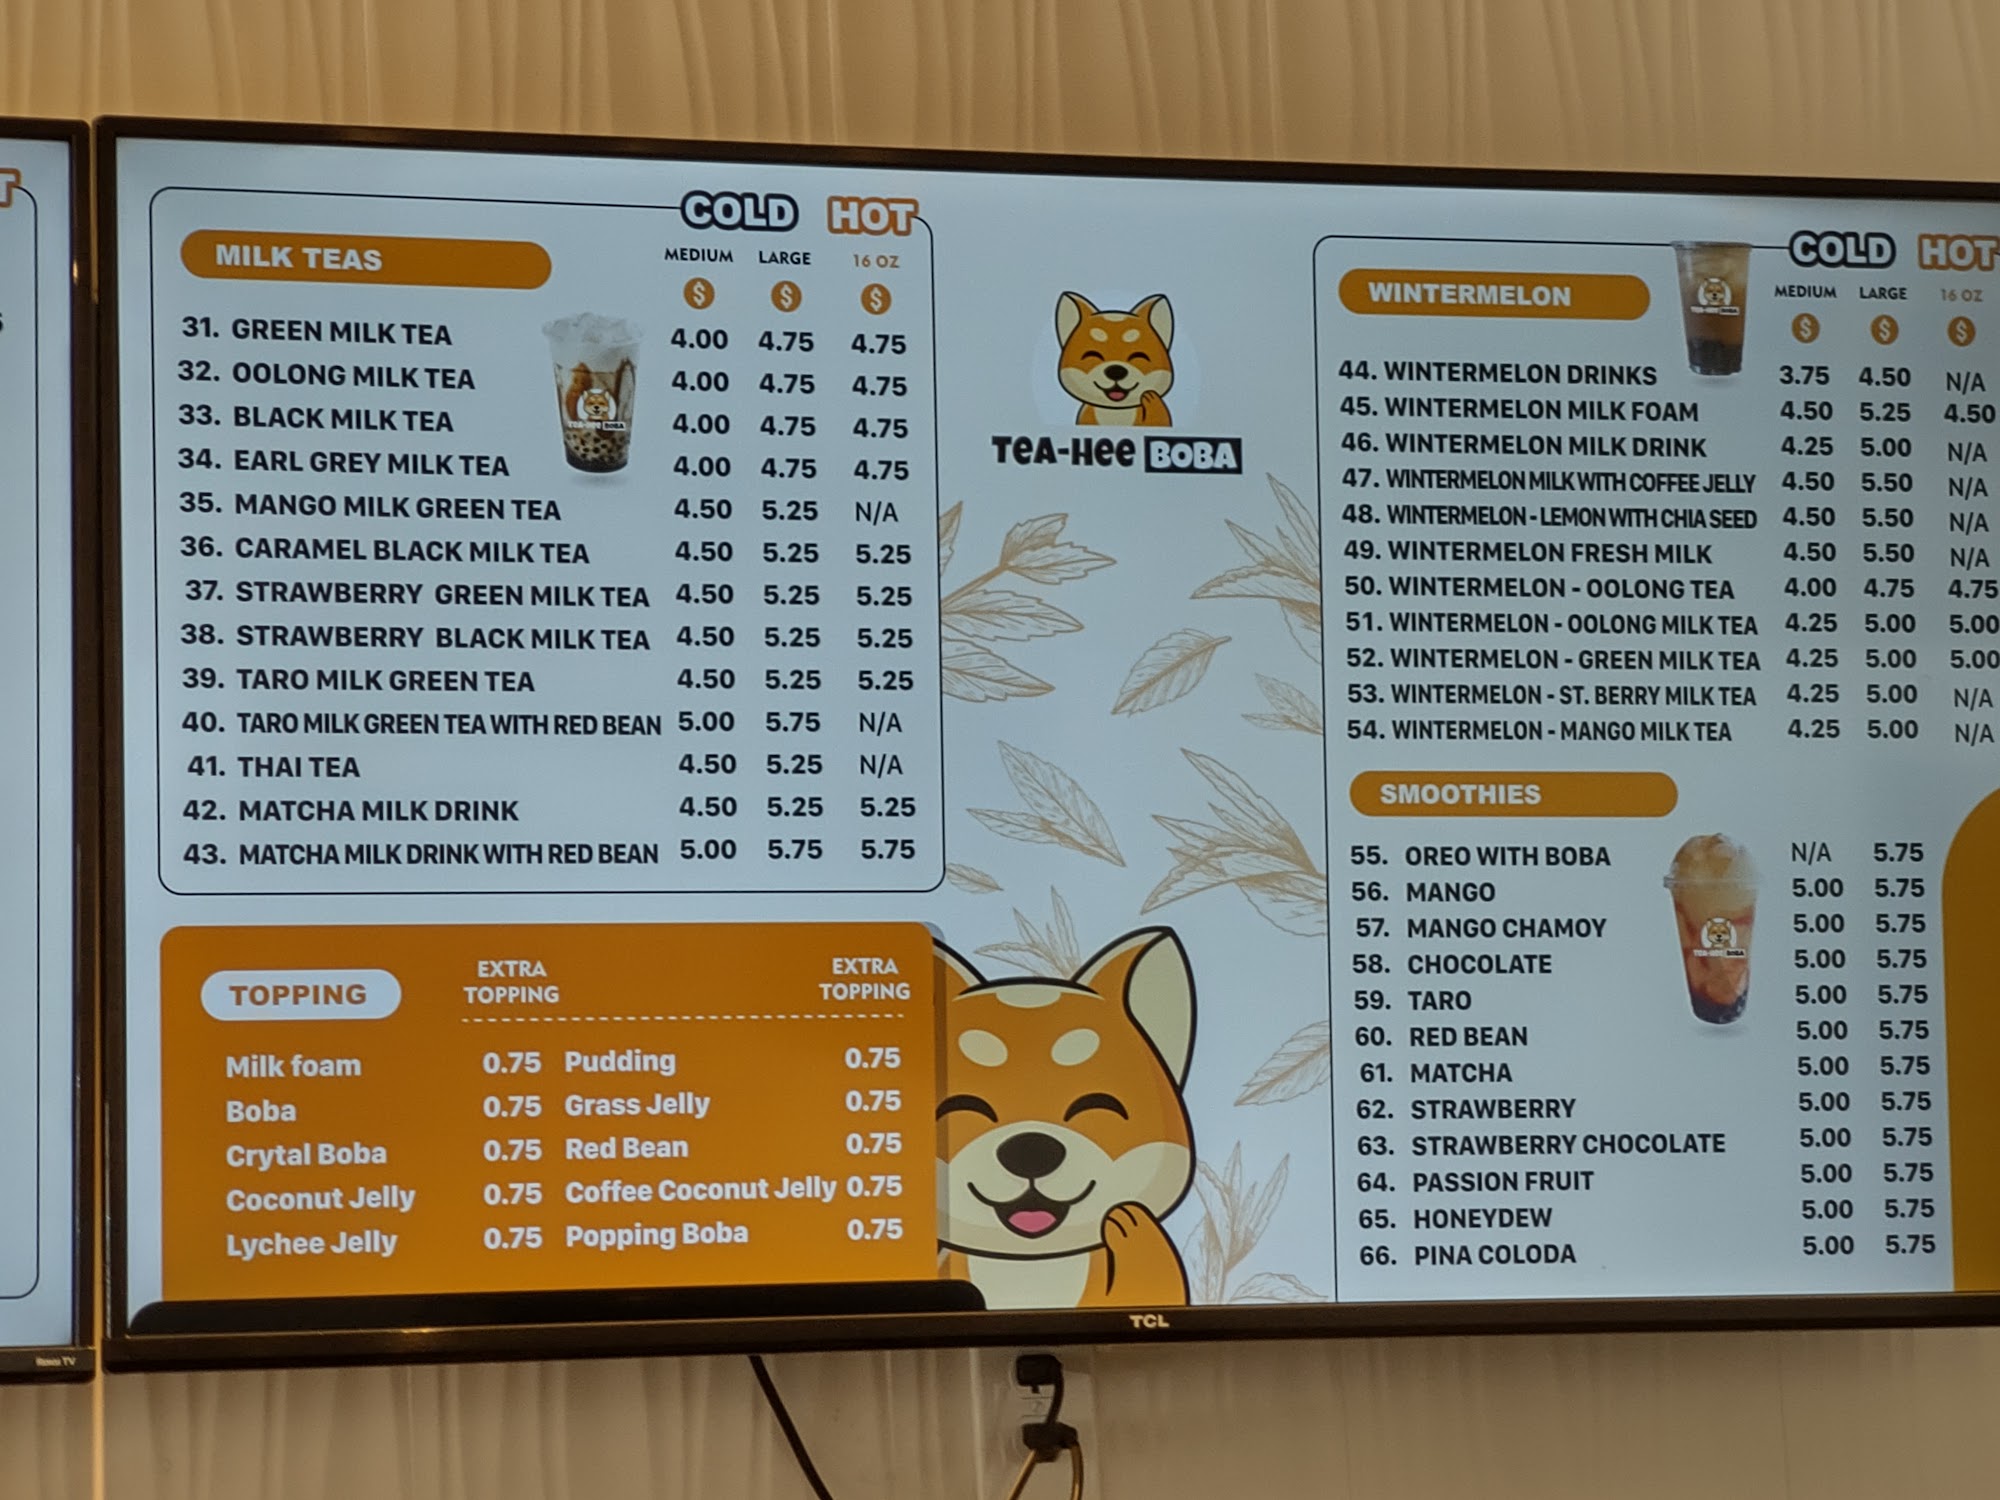 COLD HOT
MILK TEAS
MEDIUM LARGE 16 OZ
$ $ $
31. GREEN MILK TEA 4.00 4.75 4.75
32. OOLONG MILK TEA 4.00 4.75 4.75
33. BLACK MILK TEA 4.00 4.75 4.75
34. EARL GREY MILK TEA 4.00 4.75 4.75
35. MANGO MILK GREEN TEA 4.50 5.25 N/A
36. CARAMEL BLACK MILK TEA 4.50 5.25 5.25
37. STRAWBERRY GREEN MILK TEA 4.50 5.25 5.25
38. STRAWBERRY BLACK MILK TEA 4.50 5.25 5.25
39. TARO MILK GREEN TEA 4.50 5.25 5.25
40. TARO MILK GREEN TEA WITH RED BEAN 5.00 5.75 N/A
41. THAI TEA 4.50 5.25 N/A
42. MATCHA MILK DRINK 4.50 5.25 5.25
43. MATCHA MILK DRINK WITH RED BEAN 5.00 5.75 5.75
TEA-HEE BOBA
TOPPING
EXTRA TOPPING
EXTRA TOPPING
Milk foam 0.75 Pudding 0.75
Boba 0.75 Grass Jelly 0.75
Crytal Boba 0.75 Red Bean 0.75
Coconut Jelly 0.75 Coffee Coconut Jelly 0.75
Lychee Jelly 0.75 Popping Boba 0.75
TEA-HEE BOBA
COLD HOT
WINTERMELON
MEDIUM LARGE 16 OZ
$ $ $
TEA-HEE BOBA
44. WINTERMELON DRINKS 3.75 4.50 N/A
45. WINTERMELON MILK FOAM 4.50 5.25 4.50
46. WINTERMELON MILK DRINK 4.25 5.00 N/A
47. WINTERMELON MILK WITH COFFEE JELLY 4.50 5.50 N/A
48. WINTERMELON - LEMON WITH CHIA SEED 4.50 5.50 N/A
49. WINTERMELON FRESH MILK 4.50 5.50 N/A
50. WINTERMELON - OOLONG TEA 4.00 4.75 4.75
51. WINTERMELON - OOLONG MILK TEA 4.25 5.00 5.00
52. WINTERMELON - GREEN MILK TEA 4.25 5.00 5.00
53. WINTERMELON - ST. BERRY MILK TEA 4.25 5.00 N/A
54. WINTERMELON - MANGO MILK TEA 4.25 5.00 N/A
SMOOTHIES
55. OREO WITH BOBA N/A 5.75
56. MANGO 5.00 5.75
57. MANGO CHAMOY 5.00 5.75
58. CHOCOLATE 5.00 5.75
59. TARO 5.00 5.75
60. RED BEAN 5.00 5.75
61. MATCHA 5.00 5.75
62. STRAWBERRY 5.00 5.75
63. STRAWBERRY CHOCOLATE 5.00 5.75
64. PASSION FRUIT 5.00 5.75
65. HONEYDEW 5.00 5.75
66. PINA COLODA 5.00 5.75
TEA-HEE BOBA
TCL
Roku TV